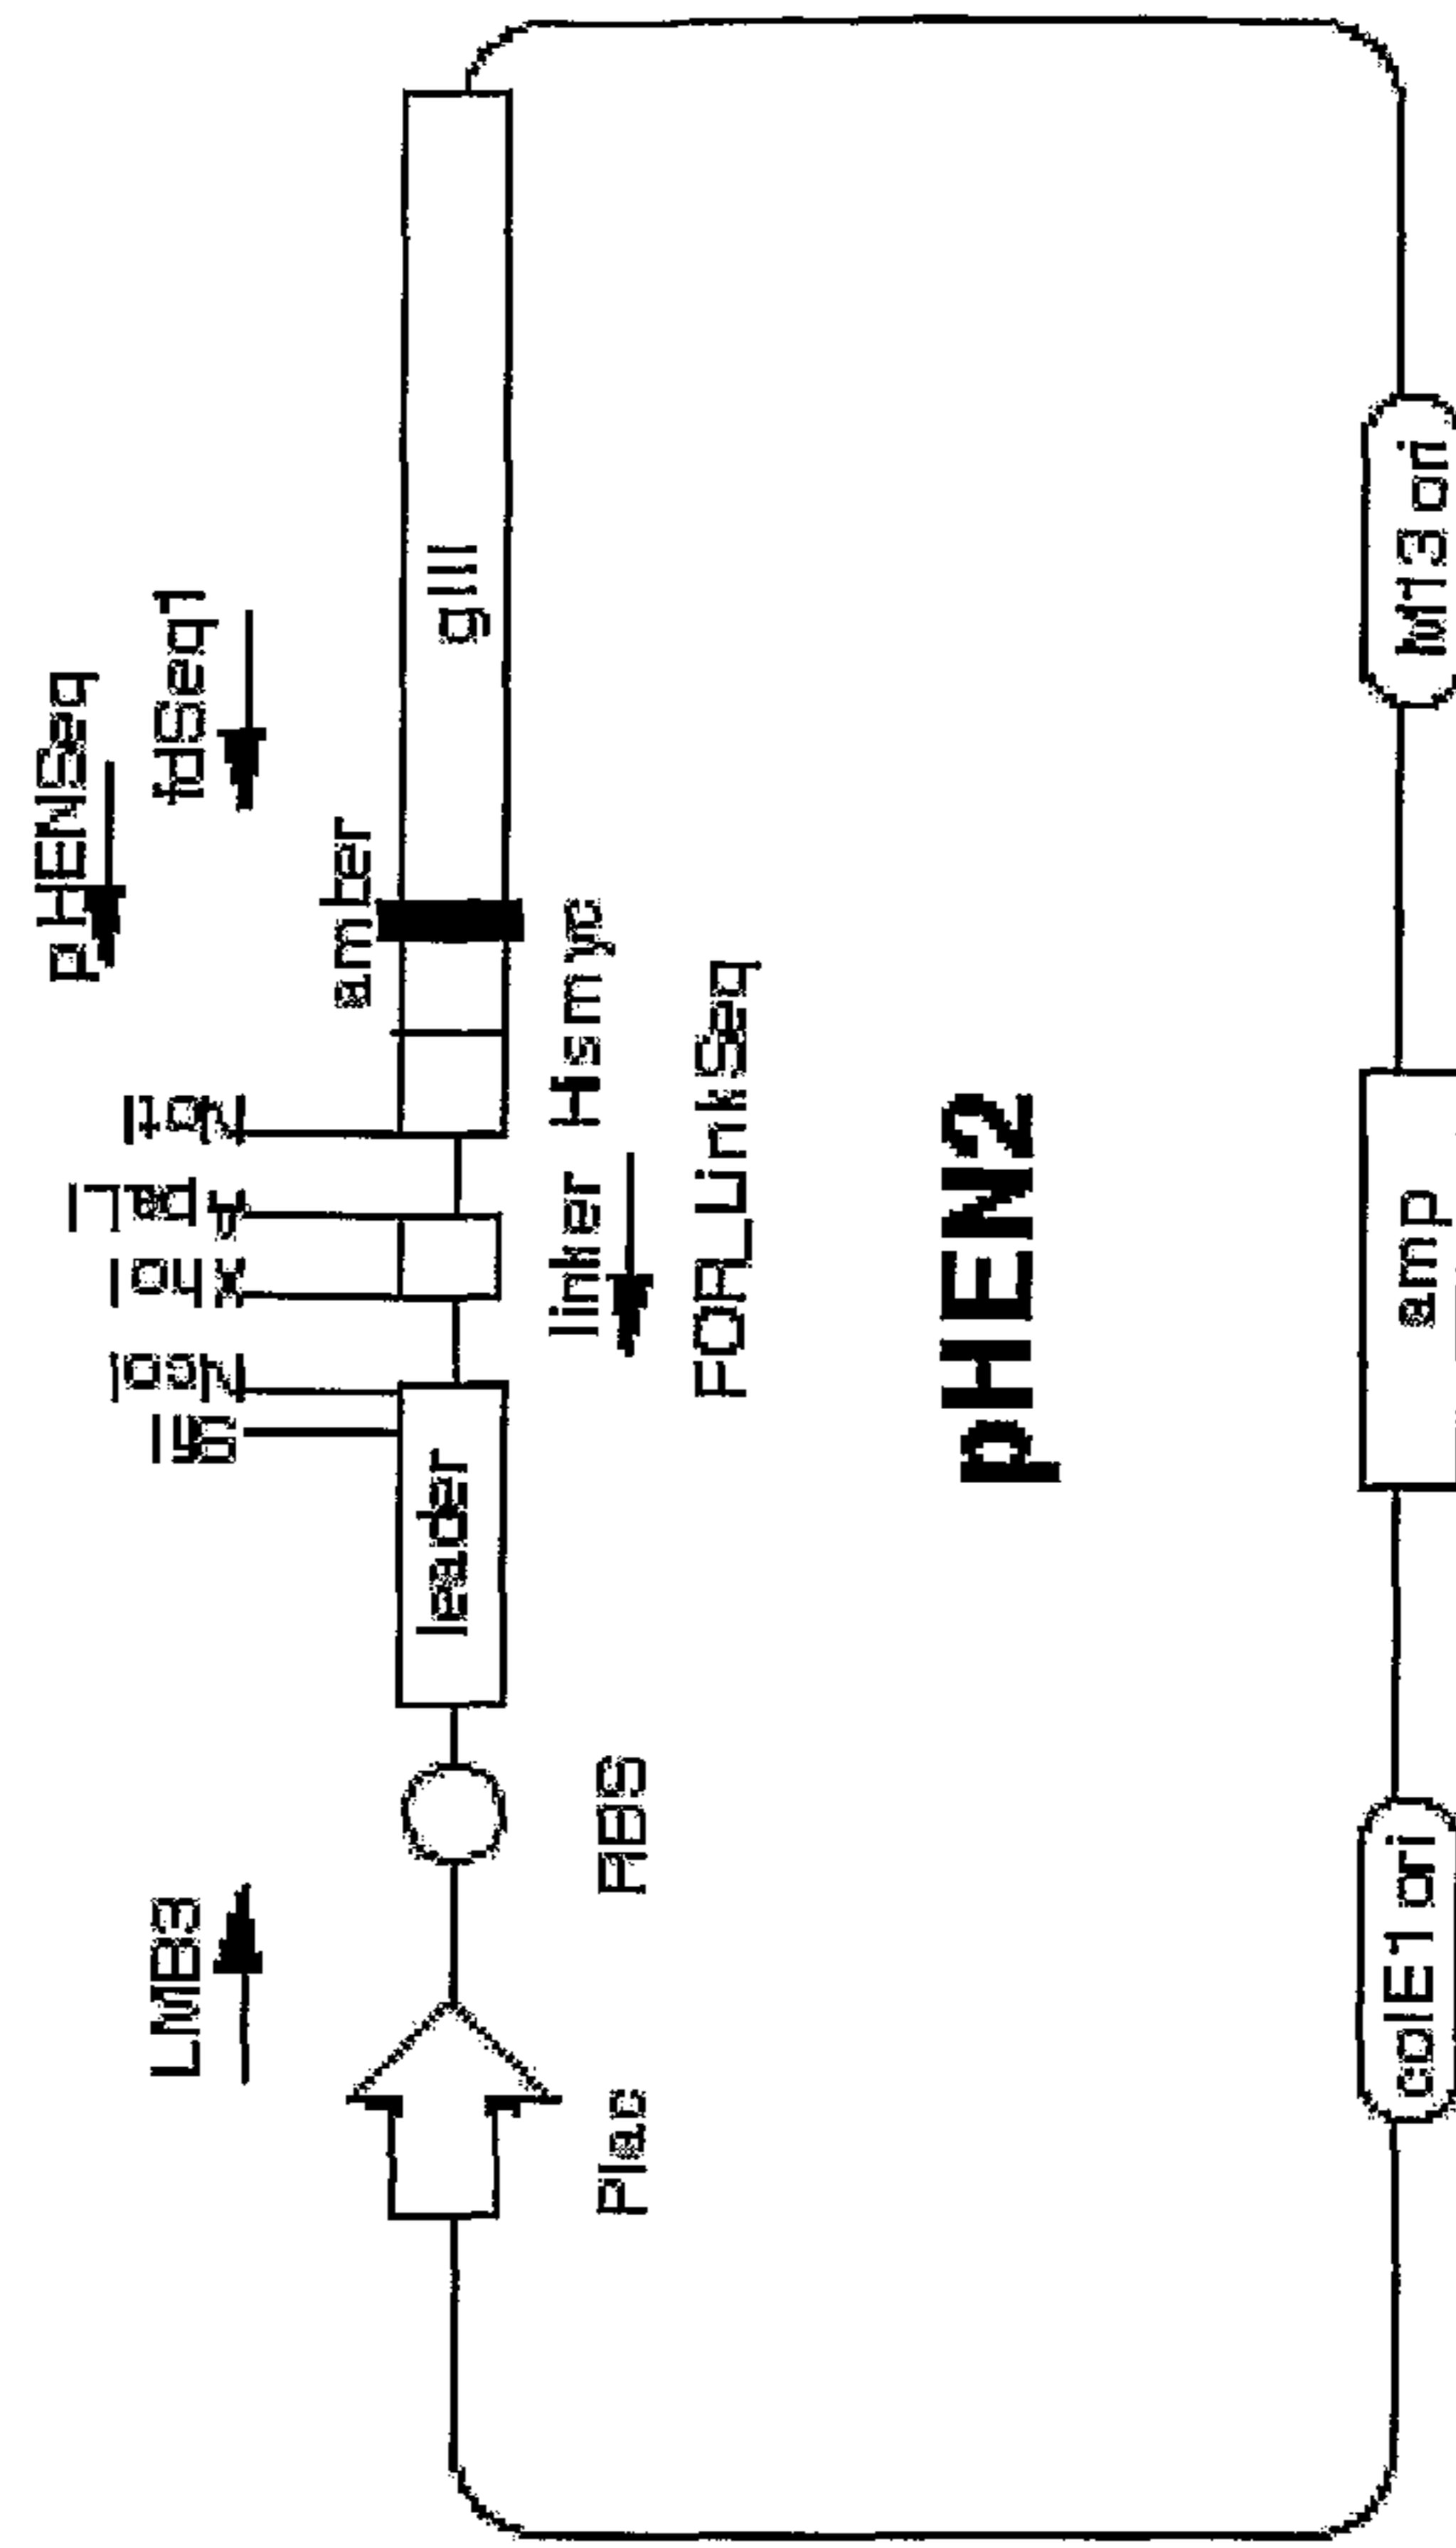 pHENSeq
LMB3
fdSeq1
SfiI
NcoI
XhoI
ApaLI
NotI
amber
leader
gIII
Plac
RBS
linker
Hsmyc
FOR_LinkSeq
pHEN2
colE1 ori
amp
M13 ori